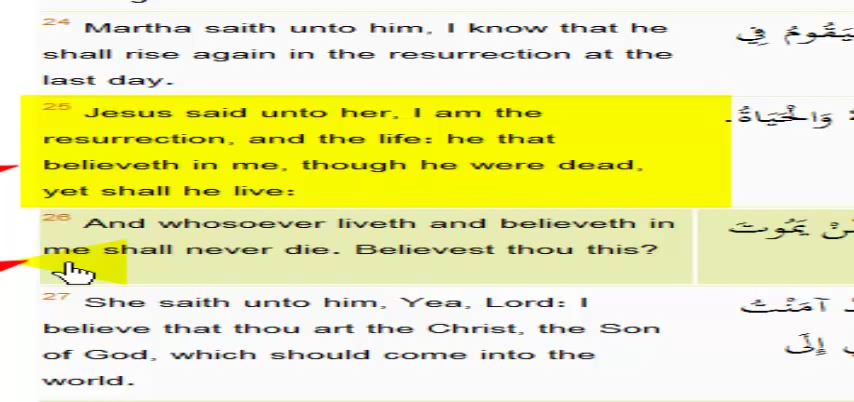 24 Martha saith unto him, I know that he
shall rise again in the resurrection at the
last day.
25 Jesus said unto her, I am the
resurrection, and the life: he that
believeth in me, though he were dead,
yet shall he live:
26 And whosoever liveth and believeth in
me shall never die. Believest thou this?
27 She saith unto him, Yea, Lord: I
believe that thou art the Christ, the Son
of God, which should come into the
world.
فِي
وَالْحَيَاةُ.
يَمُوتَ
آمَنْتُ
إِلَى